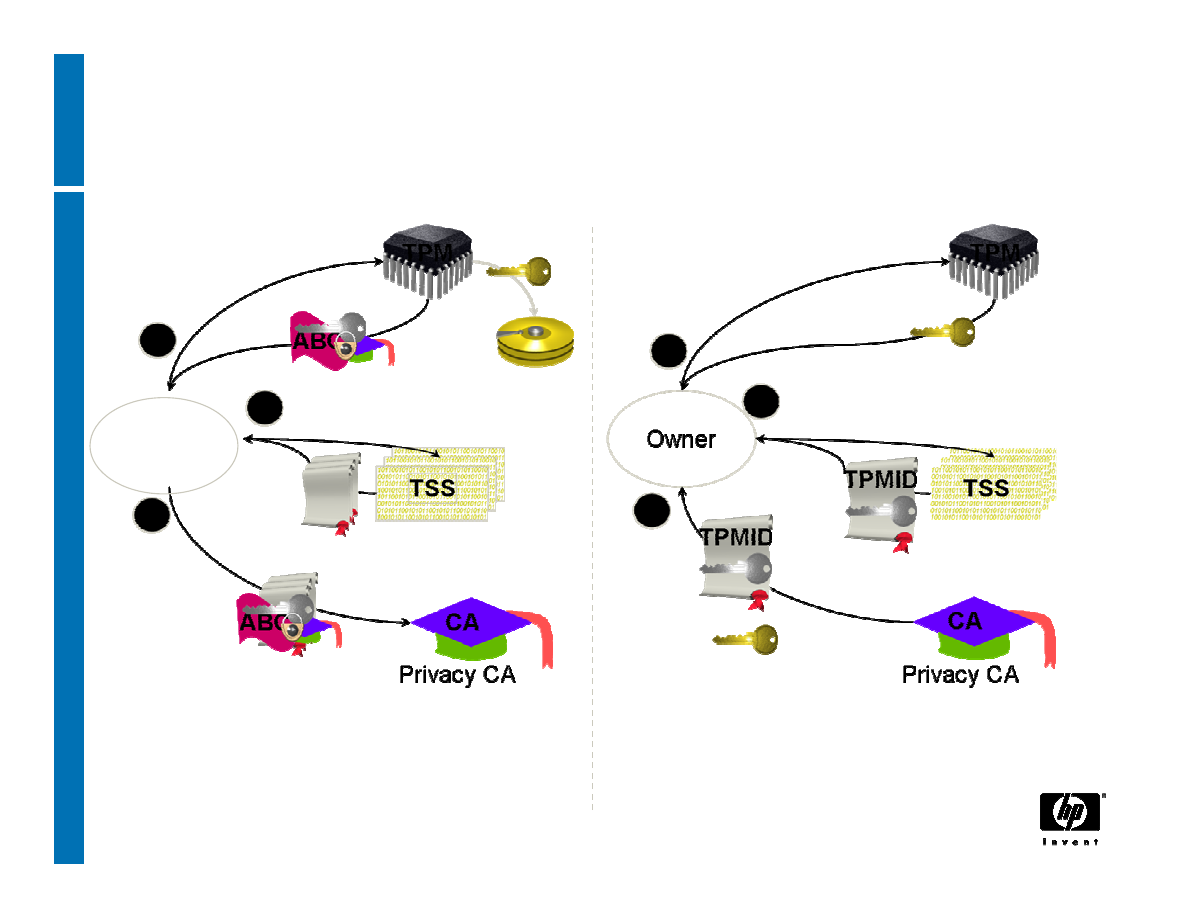 TPM
ABC
TSS
ABC
CA
Privacy CA
TPM
Owner
TPMID
TSS
TPMID
CA
Privacy CA
hp
invent